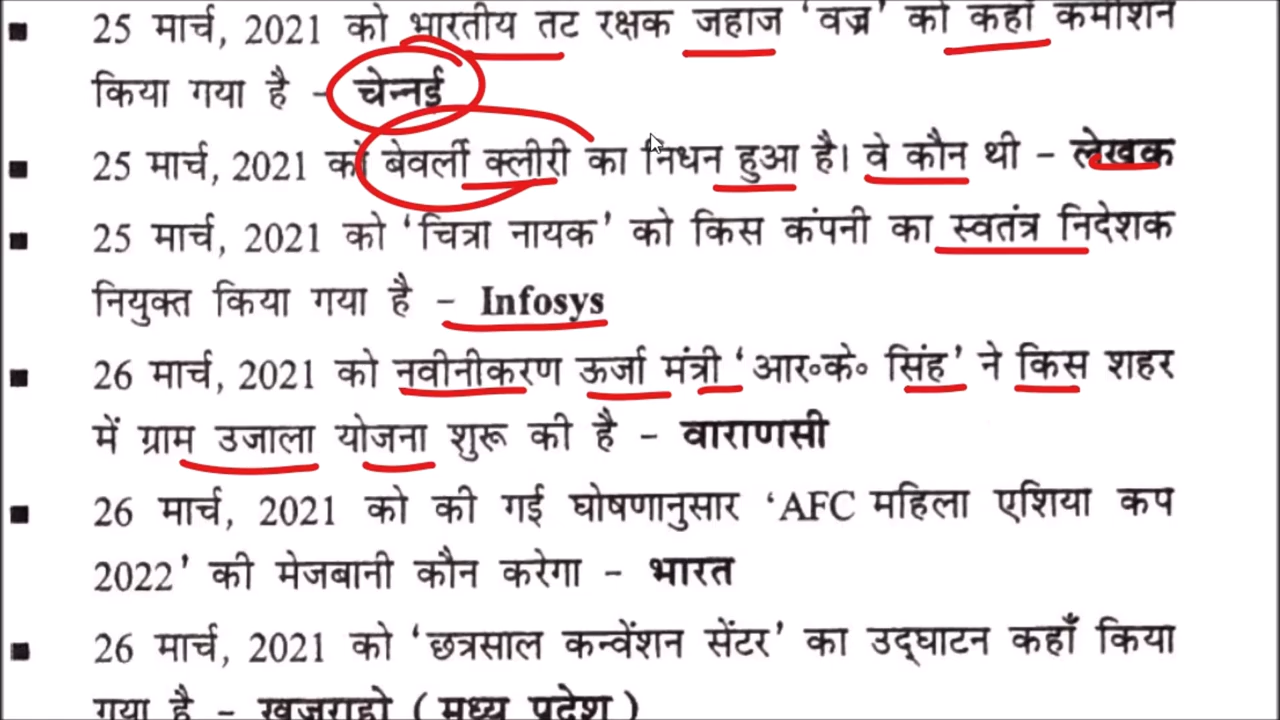 25 मार्च, 2021 को भारतीय तट रक्षक जहाज ‘वज्र’ को कहाँ कमीशन
किया गया है – चेन्नई
25 मार्च, 2021 को बेवर्ली क्लीरी का निधन हुआ है। वे कौन थी – लेखक
25 मार्च, 2021 को ‘चित्रा नायक’ को किस कंपनी का स्वतंत्र निदेशक
नियुक्त किया गया है – Infosys
26 मार्च, 2021 को नवीनीकरण ऊर्जा मंत्री ‘आर॰के॰ सिंह’ ने किस शहर
में ग्राम उजाला योजना शुरू की है – वाराणसी
26 मार्च, 2021 को की गई घोषणानुसार ‘AFC महिला एशिया कप
2022’ की मेजबानी कौन करेगा – भारत
26 मार्च, 2021 को ‘छत्रसाल कन्वेंशन सेंटर’ का उद्घाटन कहाँ किया
गया है – खजुराहो (मध्य प्रदेश)